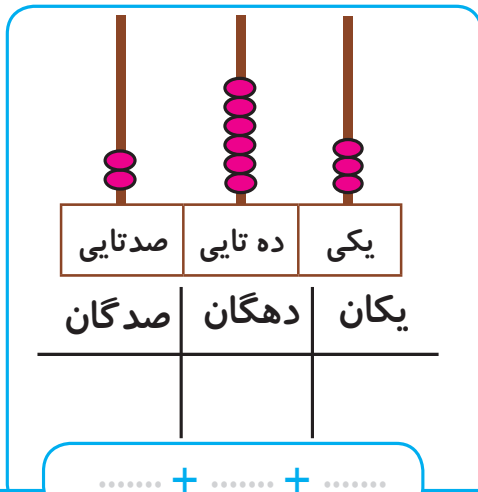 یکی ده تایی صدتایی
یکان دهگان صدگان
....... + ....... + .......